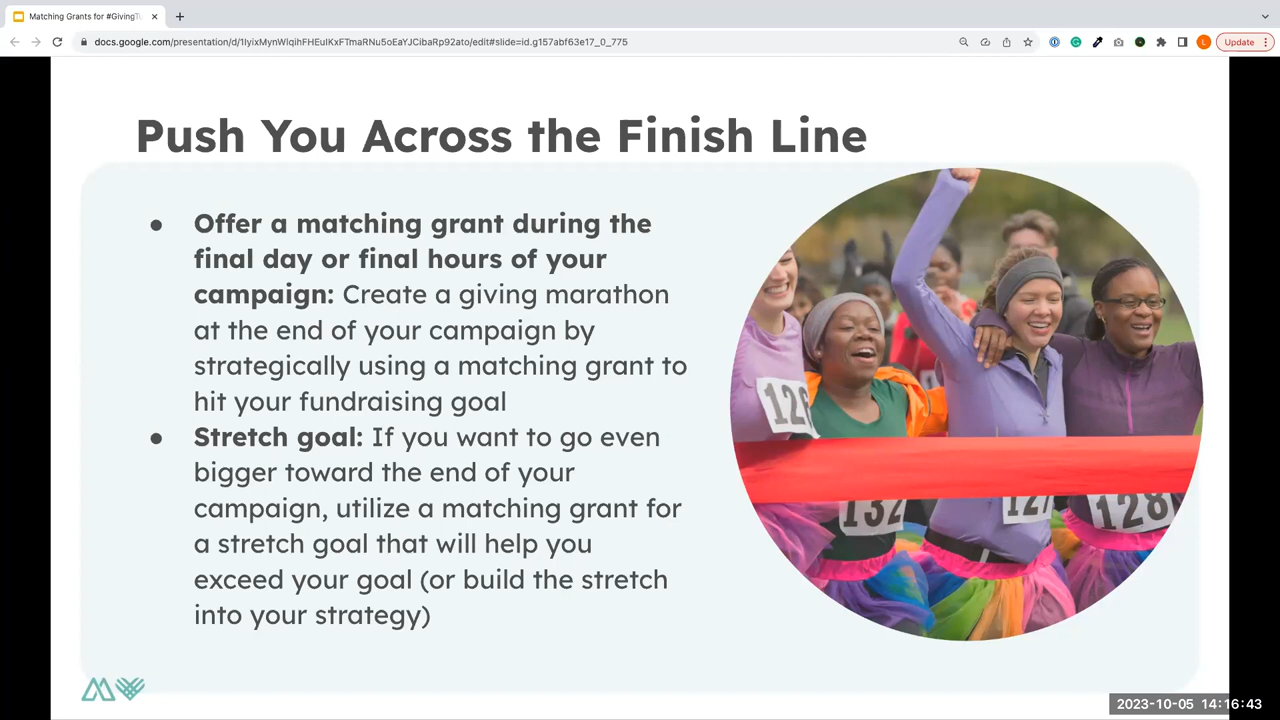 Matching Grants for #GivingTu
docs.google.com/presentation/d/1IyixMynWlqihFHEuIKxFTmaRNu5oEaYJCibaRp92ato/edit#slide=id.gd57abf63e17_0_775
L
Update
Push You Across the Finish Line
● Offer a matching grant during the
final day or final hours of your
campaign: Create a giving marathon
at the end of your campaign by
strategically using a matching grant to
hit your fundraising goal
● Stretch goal: If you want to go even
bigger toward the end of your
campaign, utilize a matching grant for
a stretch goal that will help you
exceed your goal (or build the stretch
into your strategy)
126
132
127
128
2023-10-05 14:16:43